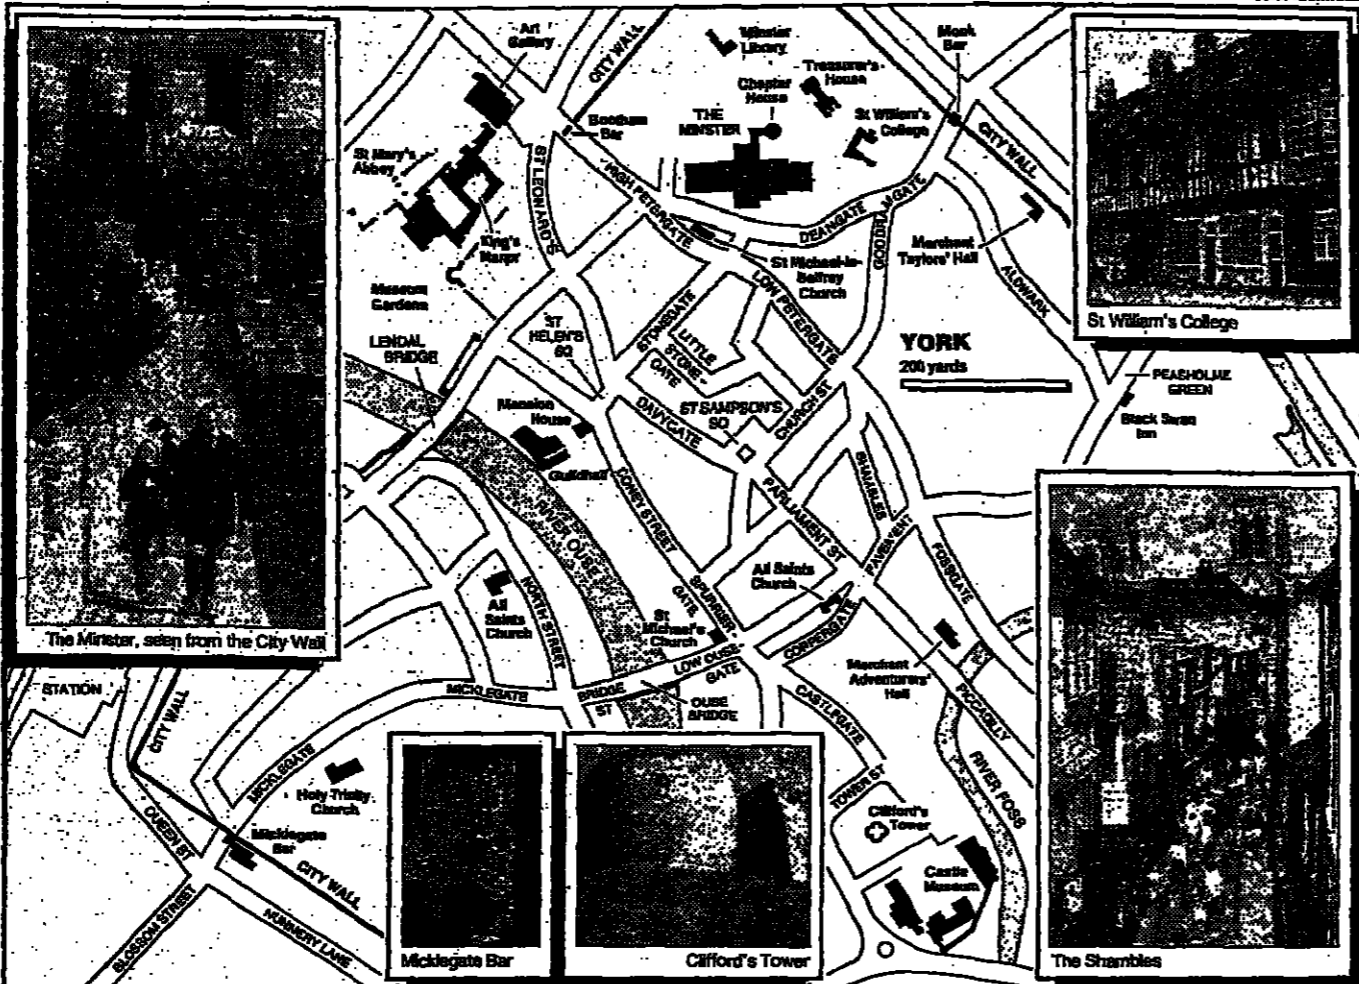 Art
Gallery
CITY WALL
Minster
Library
Monk
Bar
Treasurer's
House
Chapter
House
THE
MINSTER
St William's
College
Bootham
Bar
CITY WALL
St Mary's
Abbey
ST LEONARD'S
HIGH PETERGATE
King's
Manor
DEANGATE
Merchant
Taylors' Hall
St Michael-le-
Belfrey
Church
ALDWARK
St William's College
Museum
Gardens
LOW PETERGATE
STONEGATE
LENDAL
BRIDGE
ST
HELEN'S
SQ
LITTLE
STONE-
GATE
YORK
200 yards
PEASHOLME
GREEN
Black Swan
Inn
Mansion
House
DAVYGATE
ST SAMPSON'S
SQ
CHURCH ST
Guildhall
CONEY STREET
SHAMBLES
PARLIAMENT ST
PAVEMENT
FOSSGATE
RIVER OUSE
All Saints
Church
SPURRIER-
GATE
All
Saints
Church
NORTH STREET
St
Michael's
Church
COPPERGATE
LOW OUSE
GATE
Merchant
Adventurers'
Hall
The Minster, seen from the City Wall
STATION
MICKLEGATE
BRIDGE
ST
OUSE
BRIDGE
CASTLEGATE
PICCADILLY
CITY WALL
MICKLEGATE
Holy Trinity
Church
TOWER ST
RIVER FOSS
Clifford's
Tower
QUEEN ST
Micklegate
Bar
CITY WALL
Castle
Museum
BLOSSOM STREET
NUNNERY LANE
Micklegate Bar
Clifford's Tower
The Shambles